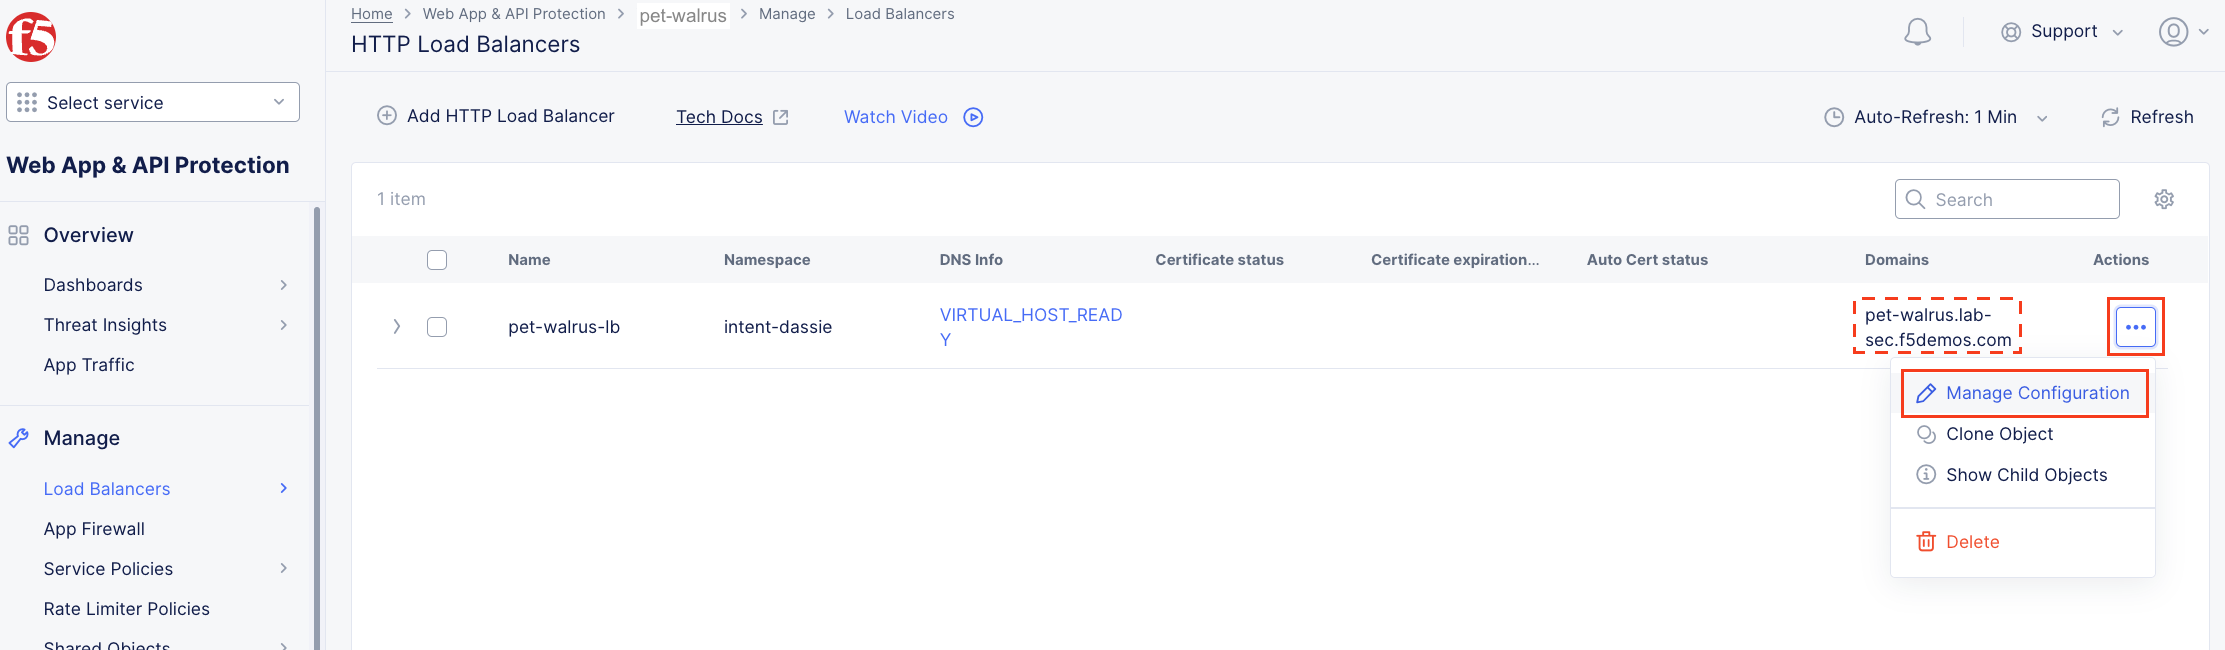 f5
Home > Web App & API Protection > pet-walrus > Manage > Load Balancers
HTTP Load Balancers
Support
Select service
Web App & API Protection
Overview
Dashboards
Threat Insights
App Traffic
Manage
Load Balancers
App Firewall
Service Policies
Rate Limiter Policies
Shared Objects
Add HTTP Load Balancer
Tech Docs
Watch Video
Auto-Refresh: 1 Min
Refresh
1 item
Search
Name Namespace DNS Info Certificate status Certificate expiration... Auto Cert status Domains Actions
pet-walrus-lb
intent-dassie
VIRTUAL_HOST_READ
Y
pet-walrus.lab-
sec.f5demos.com
Manage Configuration
Clone Object
Show Child Objects
Delete